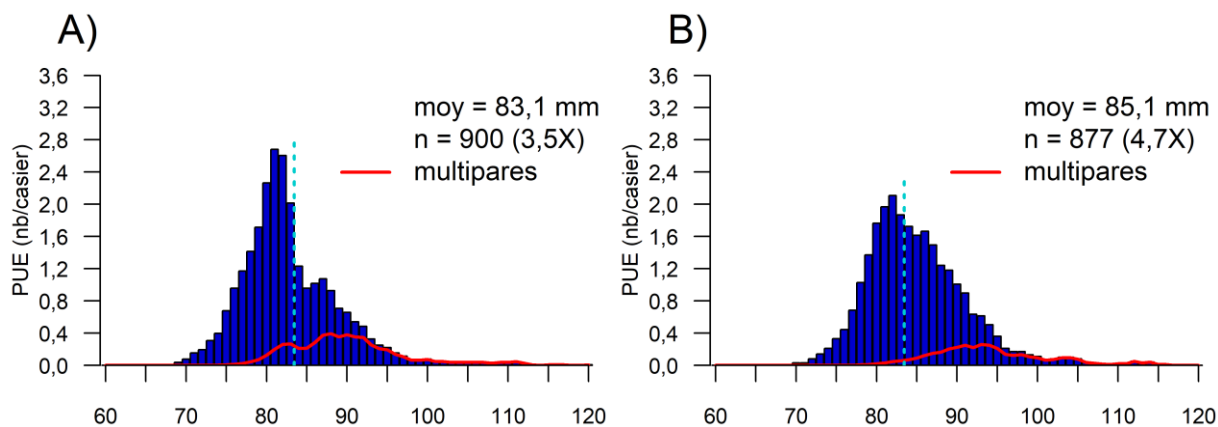 A)
PUE (nb/casier)
3,6
3,2
2,8
2,4
2,0
1,6
1,2
0,8
0,4
0,0
moy = 83,1 mm
n = 900 (3,5X)
multipares
60 70 80 90 100 110 120
B)
PUE (nb/casier)
3,6
3,2
2,8
2,4
2,0
1,6
1,2
0,8
0,4
0,0
moy = 85,1 mm
n = 877 (4,7X)
multipares
60 70 80 90 100 110 120